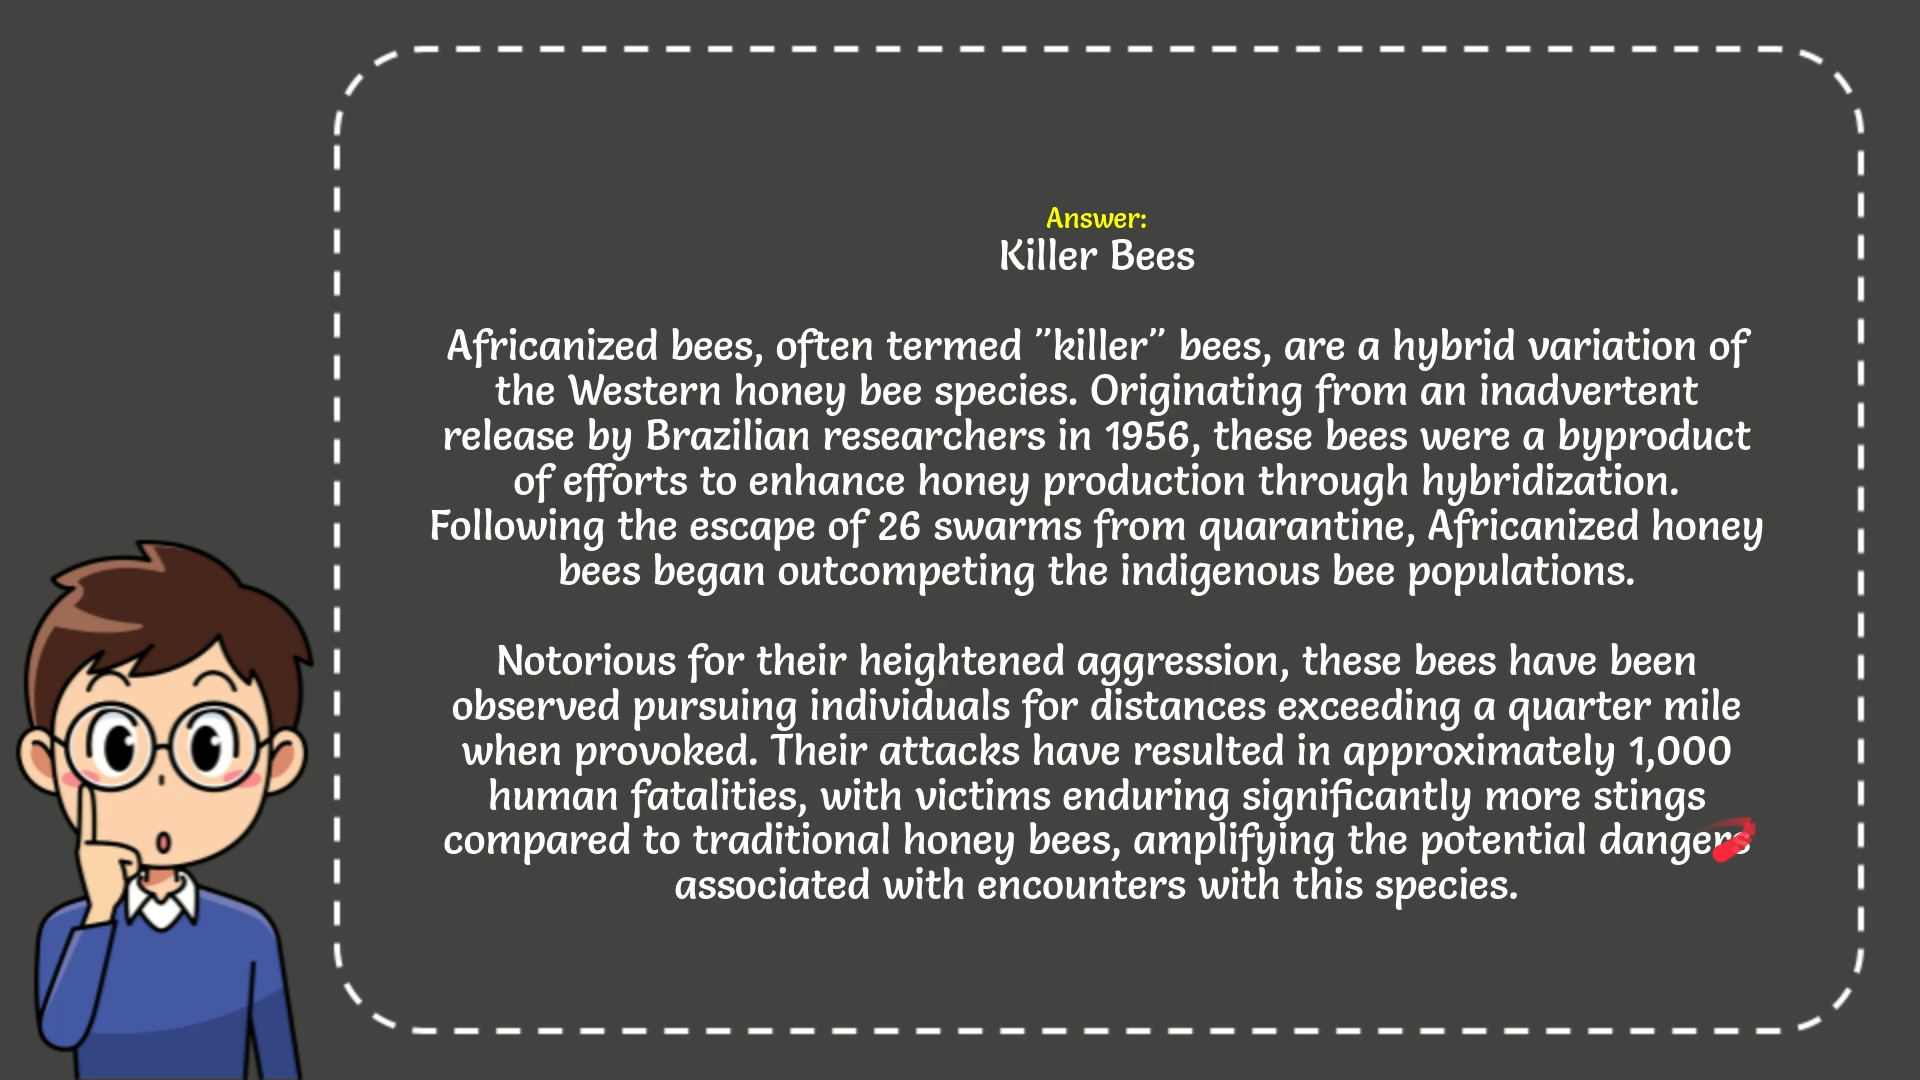 Answer:
Killer Bees
Africanized bees, often termed "killer" bees, are a hybrid variation of
the Western honey bee species. Originating from an inadvertent
release by Brazilian researchers in 1956, these bees were a byproduct
of efforts to enhance honey production through hybridization.
Following the escape of 26 swarms from quarantine, Africanized honey
bees began outcompeting the indigenous bee populations.
Notorious for their heightened aggression, these bees have been
observed pursuing individuals for distances exceeding a quarter mile
when provoked. Their attacks have resulted in approximately 1,000
human fatalities, with victims enduring significantly more stings
compared to traditional honey bees, amplifying the potential dangers
associated with encounters with this species.